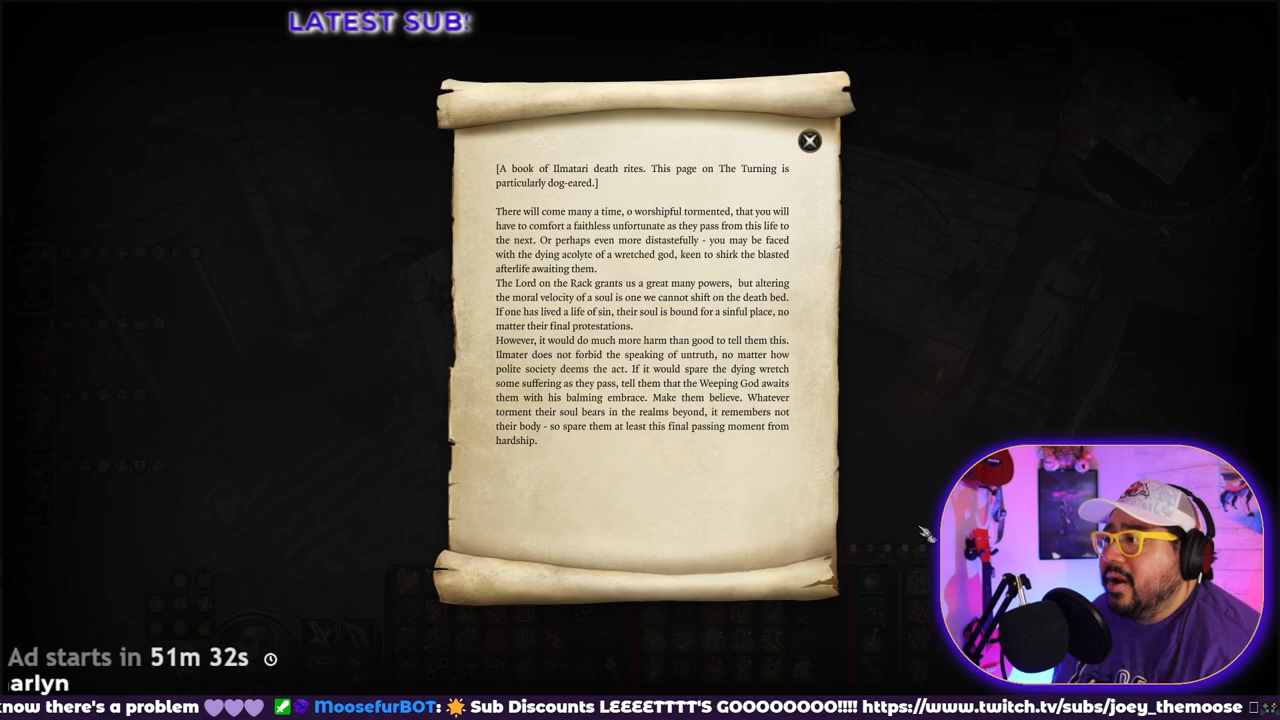 LATEST SUBS
[A book of Ilmatari death rites. This page on The Turning is
particularly dog-eared.]
There will come many a time, o worshipful tormented, that you will
have to comfort a faithless unfortunate as they pass from this life to
the next. Or perhaps even more distastefully - you may be faced
with the dying acolyte of a wretched god, keen to shirk the blasted
afterlife awaiting them.
The Lord on the Rack grants us a great many powers, but altering
the moral velocity of a soul is one we cannot shift on the death bed.
If one has lived a life of sin, their soul is bound for a sinful place, no
matter their final protestations.
However, it would do much more harm than good to tell them this.
Ilmater does not forbid the speaking of untruth, no matter how
polite society deems the act. If it would spare the dying wretch
some suffering as they pass, tell them that the Weeping God awaits
them with his balming embrace. Make them believe. Whatever
torment their soul bears in the realms beyond, it remembers not
their body - so spare them at least this final passing moment from
hardship.
Ad starts in 51m 32s
arlyn
know there's a problem 💜💜💜 MoosefurBOT: Sub Discounts LEEEETTTT'S GOOOOOOOO!!!! https://www.twitch.tv/subs/joey_themoose